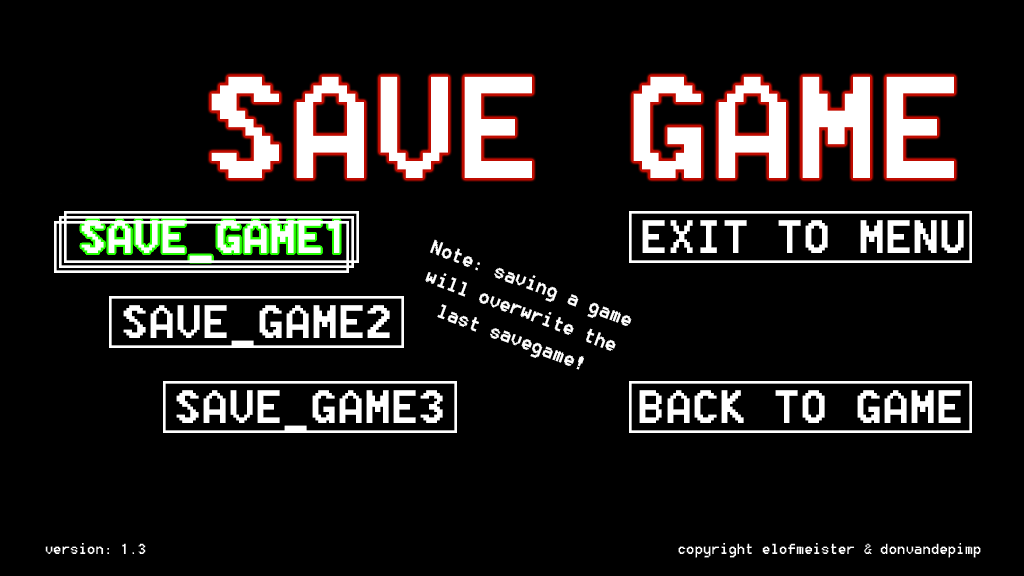 SAVE GAME
SAVE_GAME1
EXIT TO MENU
Note: saving a game
will overwrite the
last savegame!
SAVE_GAME2
SAVE_GAME3
BACK TO GAME
version: 1.3
copyright elofmeister & donvandepimp